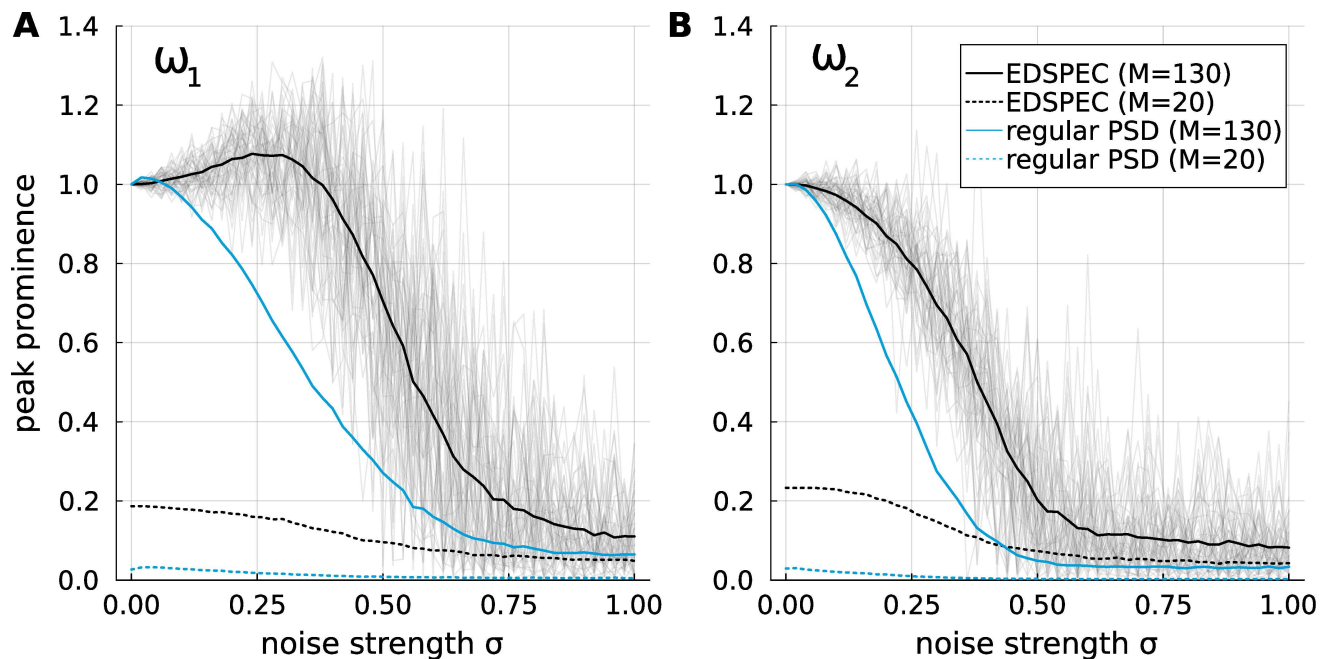 A
ω1
1.4
1.2
1.0
0.8
0.6
0.4
0.2
0.0
peak prominence
0.00 0.25 0.50 0.75 1.00
noise strength σ
B
ω2
EDSPEC (M=130)
EDSPEC (M=20)
regular PSD (M=130)
regular PSD (M=20)
1.4
1.2
1.0
0.8
0.6
0.4
0.2
0.0
0.00 0.25 0.50 0.75 1.00
noise strength σ